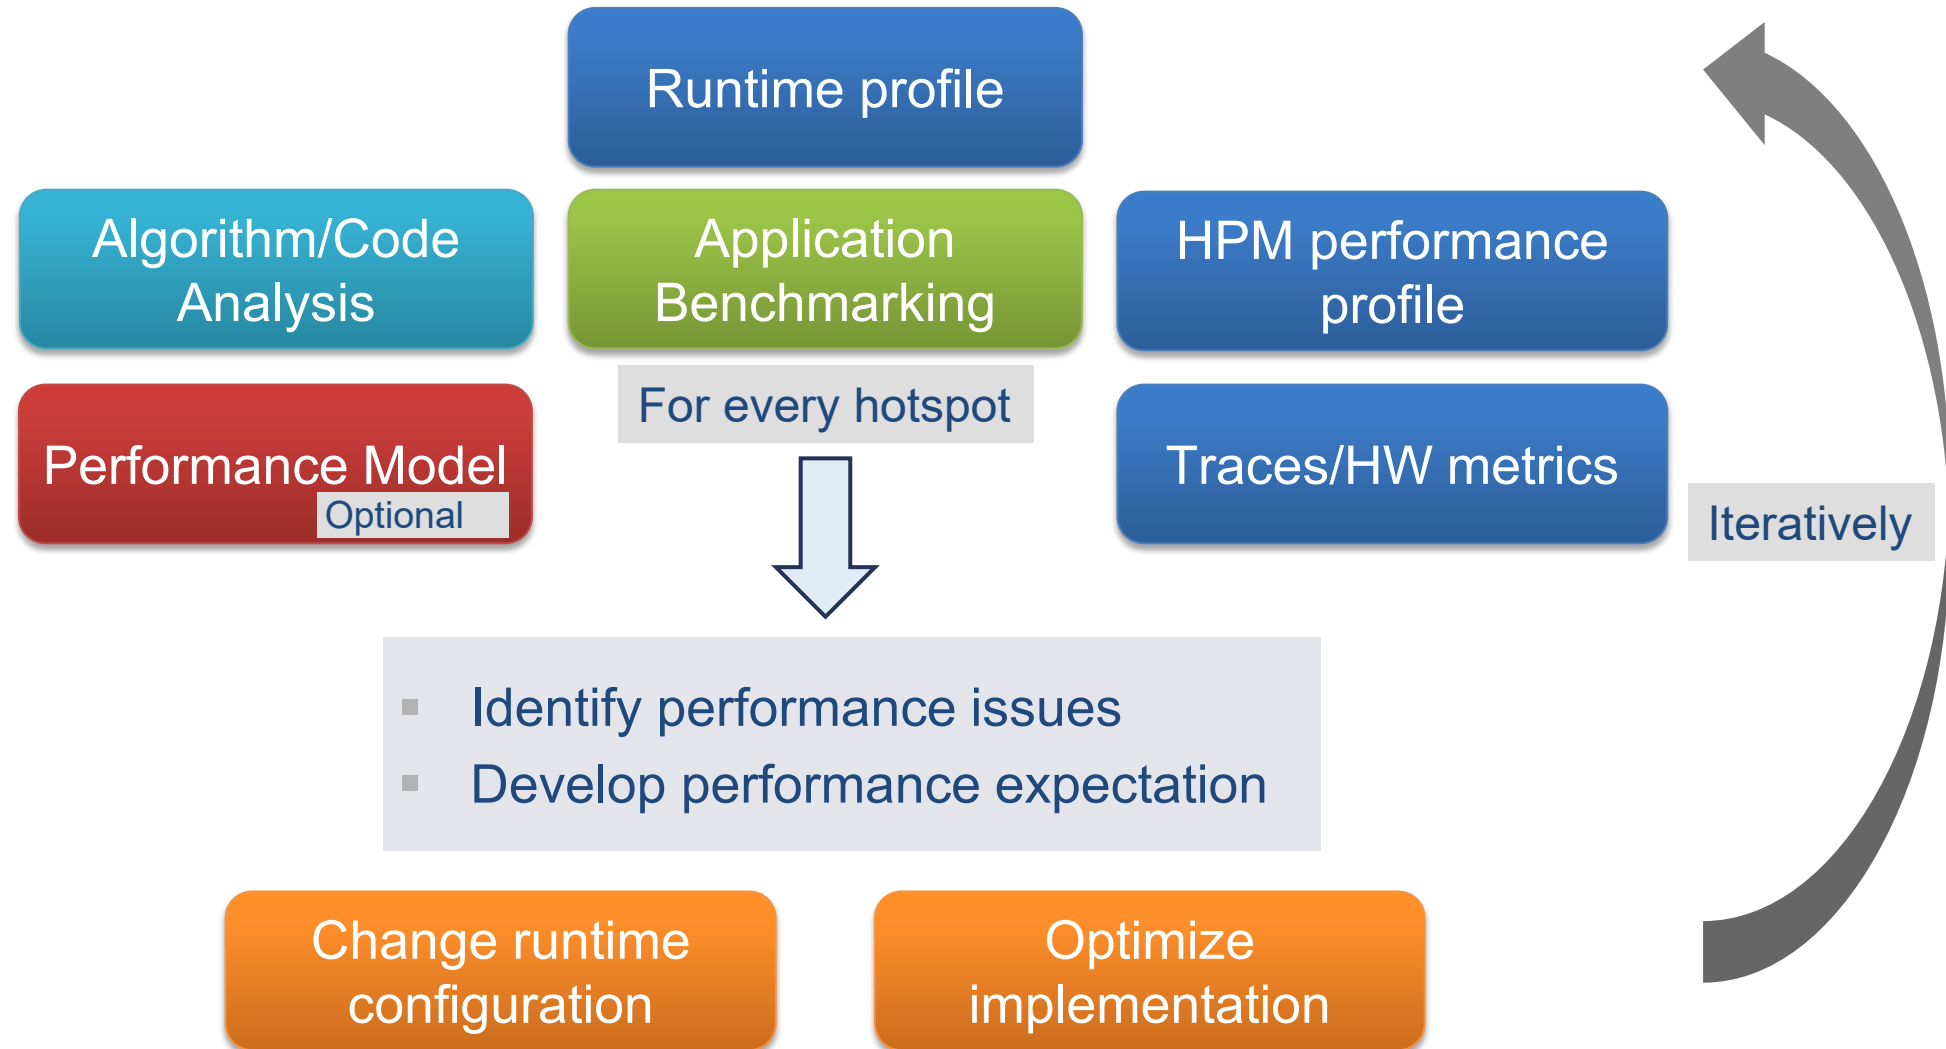 Runtime profile
Algorithm/Code
Analysis
Application
Benchmarking
HPM performance
profile
For every hotspot
Performance Model
Optional
Traces/HW metrics
Iteratively
Identify performance issues
Develop performance expectation
Change runtime
configuration
Optimize
implementation